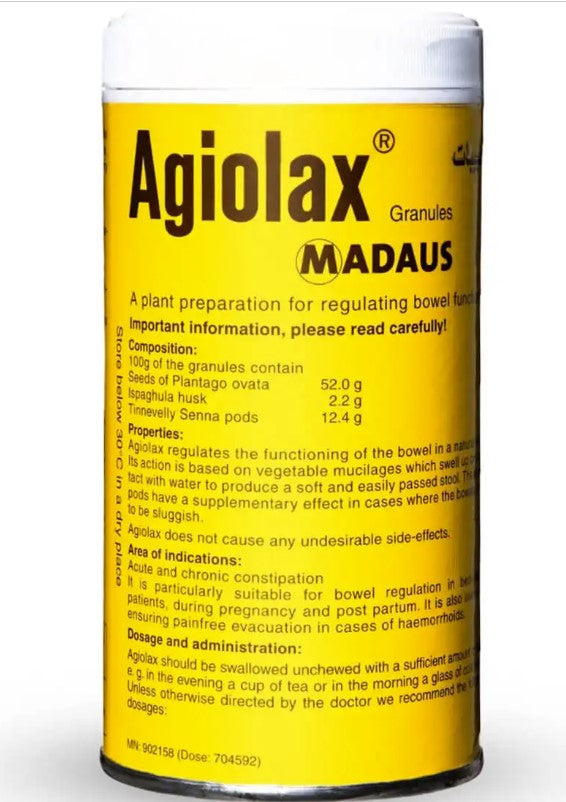 Agiolax®
Granules
MADAUS
A plant preparation for regulating bowel
Important information, please read carefully!
Composition:
100g of the granules contain
Seeds of Plantago ovata 52.0 g
Ispaghula husk 2.2 g
Tinnevelly Senna pods 12.4 g
Properties:
Agiolax regulates the functioning of the bowel in a
Its action is based on vegetable mucilages which swell
tact with water to produce a soft and easily passed stool.
pods have a supplementary effect in cases where the
to be sluggish.
Agiolax does not cause any undesirable side-effects.
Area of indications:
Acute and chronic constipation
It is particularly suitable for bowel regulation in
patients, during pregnancy and post partum. It is also
ensuring painfree evacuation in cases of haemorrhoids.
Dosage and administration:
Agiolax should be swallowed unchewed with a sufficient amount
e. g. in the evening a cup of tea or in the morning a glass of
Unless otherwise directed by the doctor we recommend the
dosages:
MN: 902158 (Dose: 704592)
Store below 30°C in a dry place